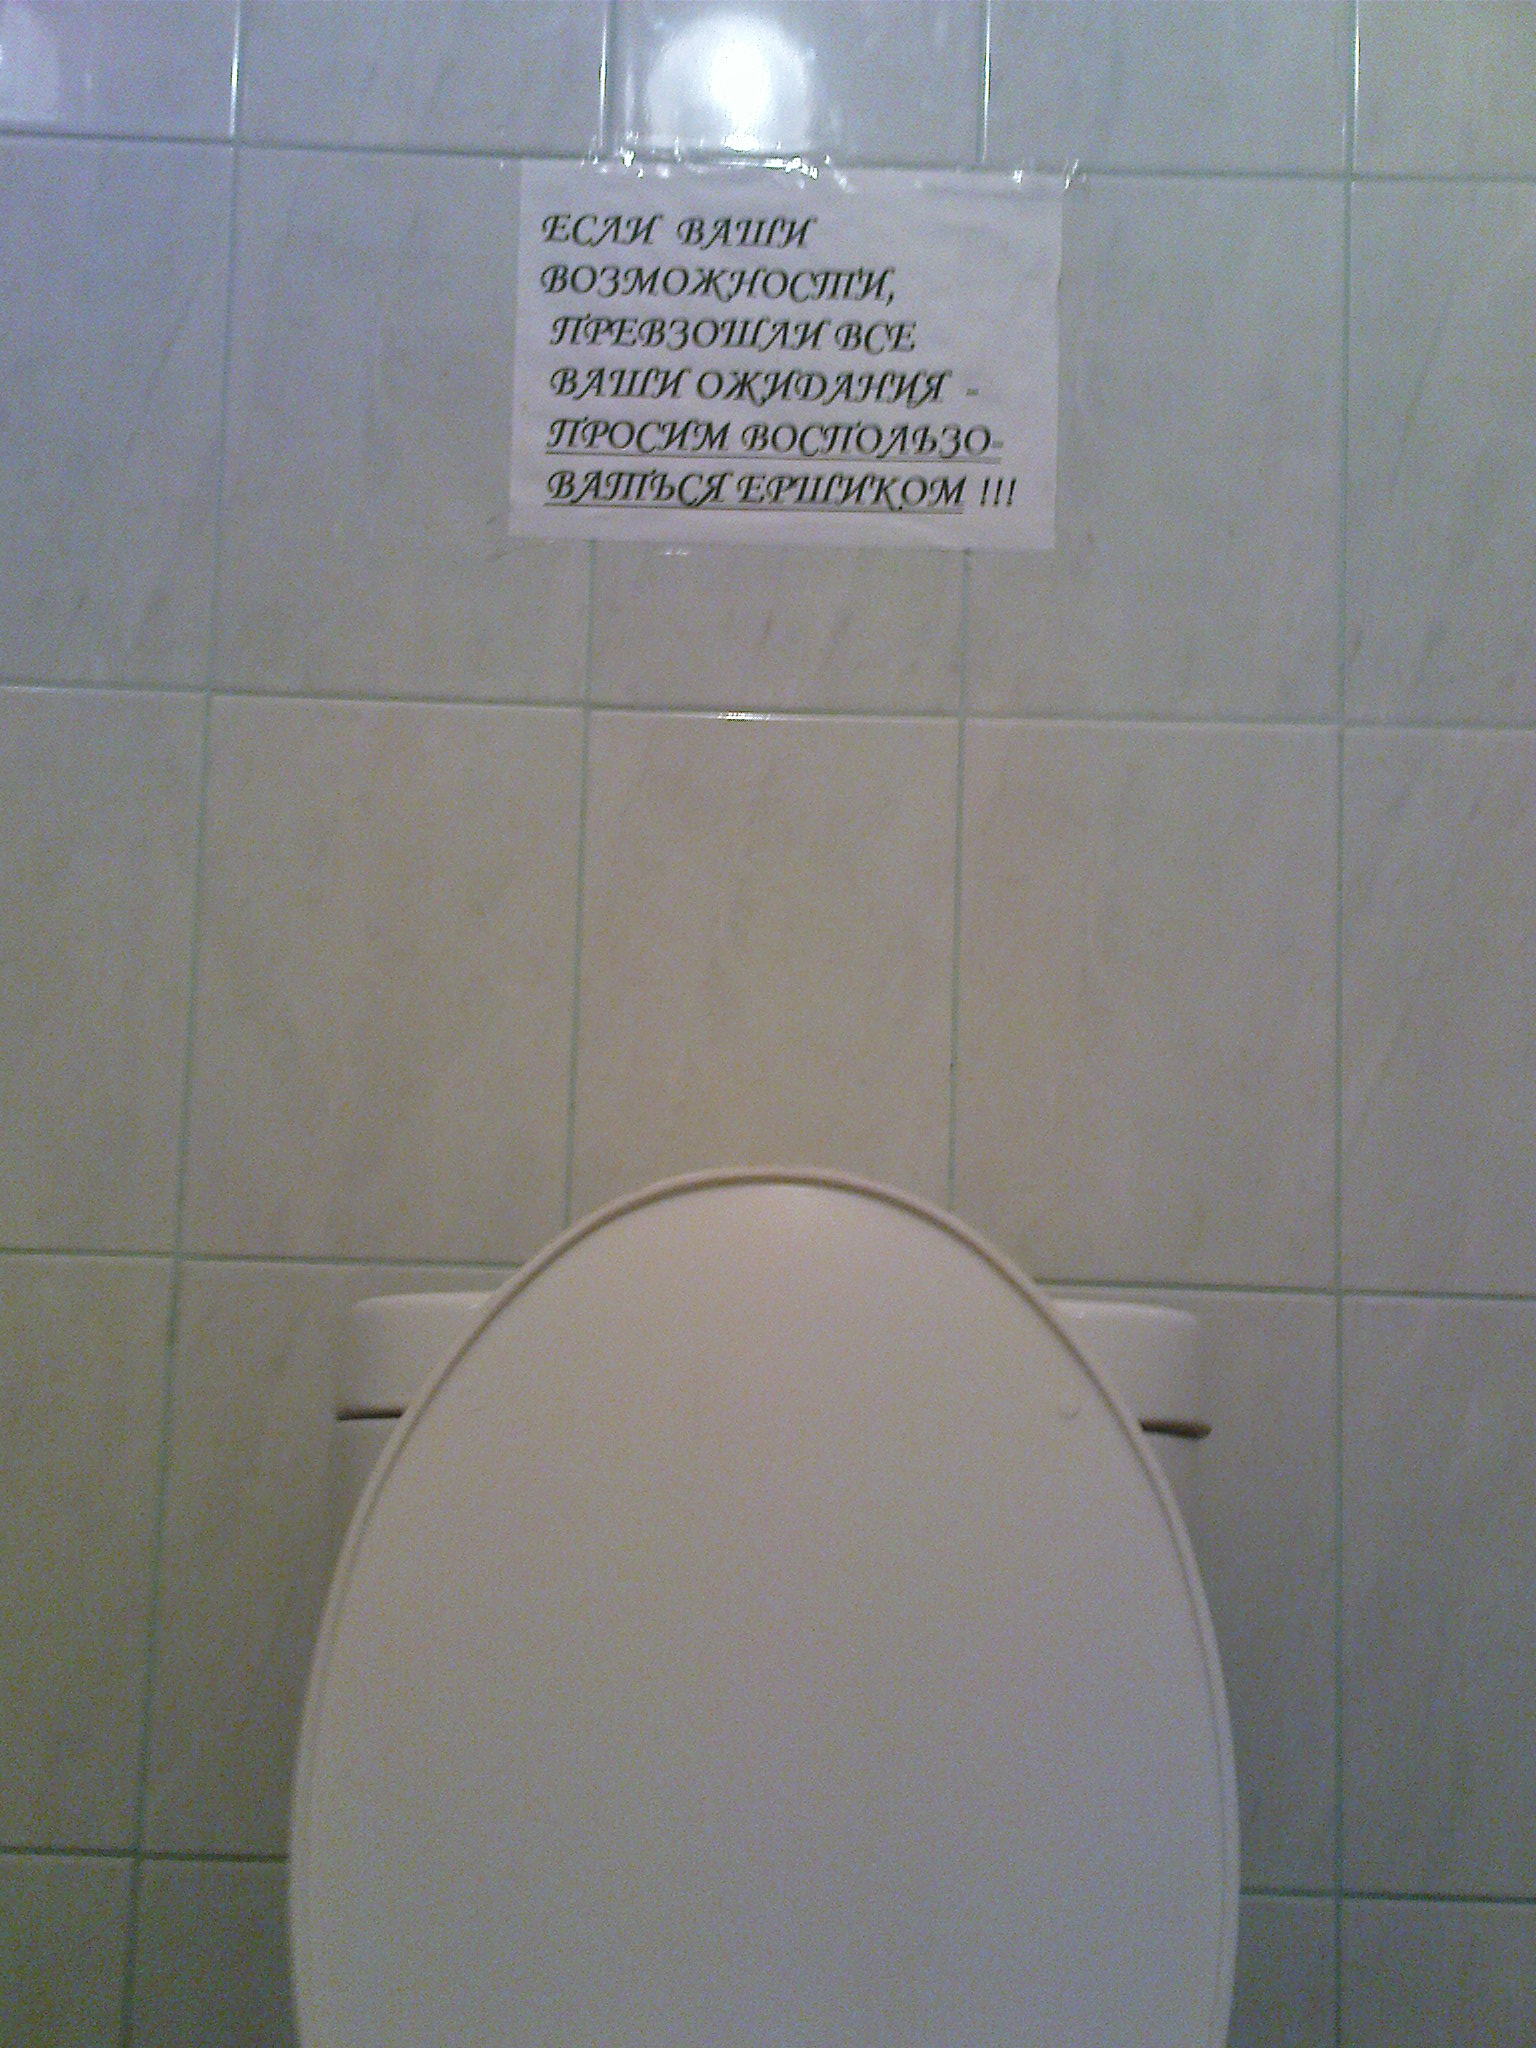 ЕСЛИ ВАШИ
ВОЗМОЖНОСТИ,
ПРЕВЗОШЛИ ВСЕ
ВАШИ ОЖИДАНИЯ -
ПРОСИМ ВОСПОЛЬЗО-
ВАТЬСЯ ЕРШИКОМ !!!